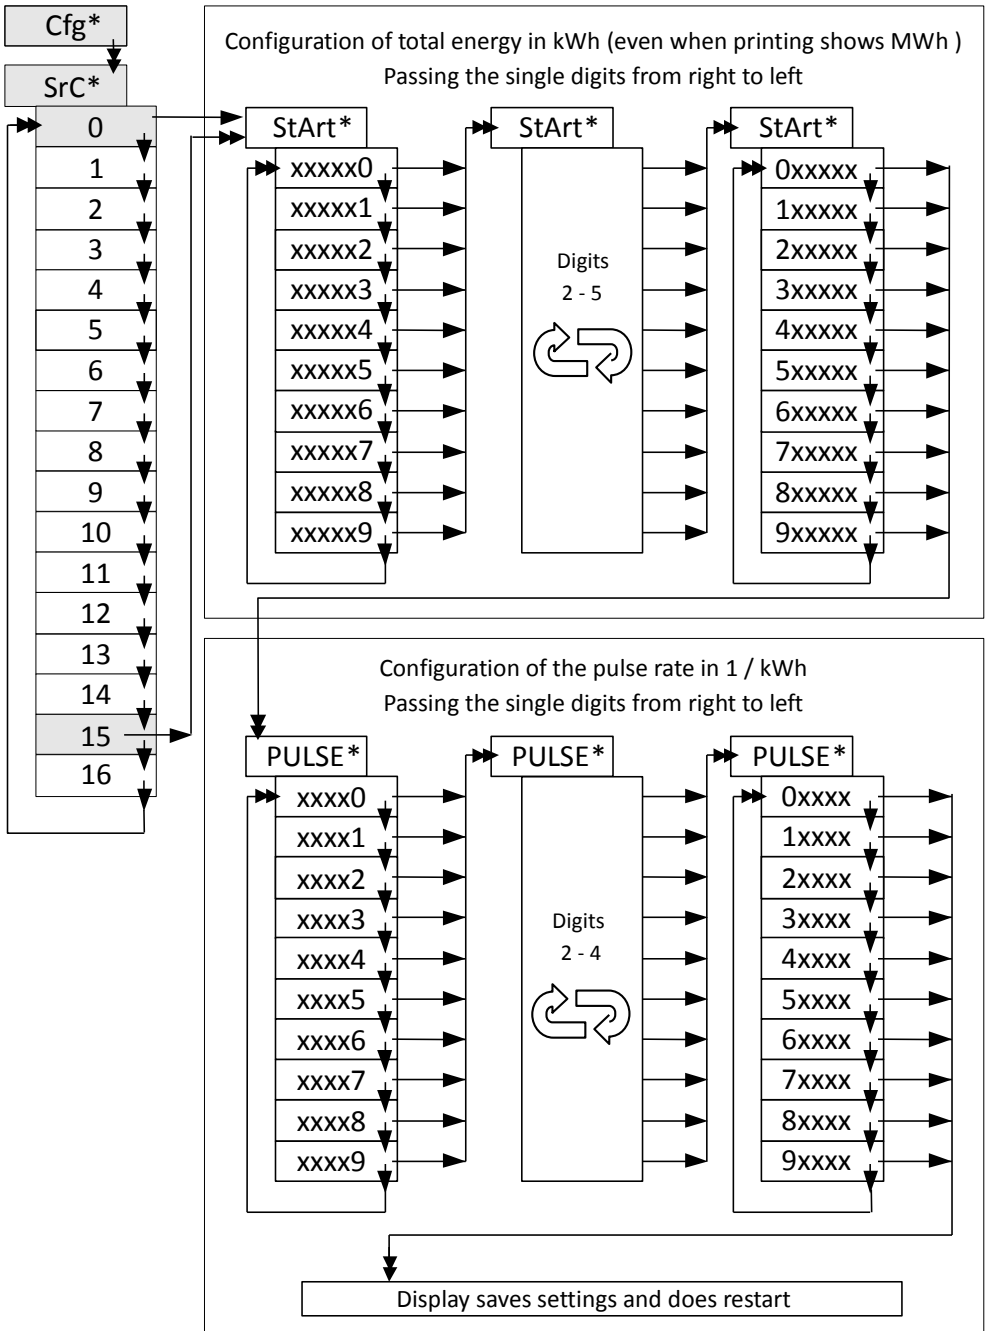 Cfg*
SrC*
0
1
2
3
4
5
6
7
8
9
10
11
12
13
14
15
16
Configuration of total energy in kWh (even when printing shows MWh )
Passing the single digits from right to left
StArt*
xxxxx0
xxxxx1
xxxxx2
xxxxx3
xxxxx4
xxxxx5
xxxxx6
xxxxx7
xxxxx8
xxxxx9
StArt*
Digits
2 - 5
StArt*
0xxxxx
1xxxxx
2xxxxx
3xxxxx
4xxxxx
5xxxxx
6xxxxx
7xxxxx
8xxxxx
9xxxxx
Configuration of the pulse rate in 1 / kWh
Passing the single digits from right to left
PULSE*
xxxx0
xxxx1
xxxx2
xxxx3
xxxx4
xxxx5
xxxx6
xxxx7
xxxx8
xxxx9
PULSE*
Digits
2 - 4
PULSE*
0xxxx
1xxxx
2xxxx
3xxxx
4xxxx
5xxxx
6xxxx
7xxxx
8xxxx
9xxxx
Display saves settings and does restart